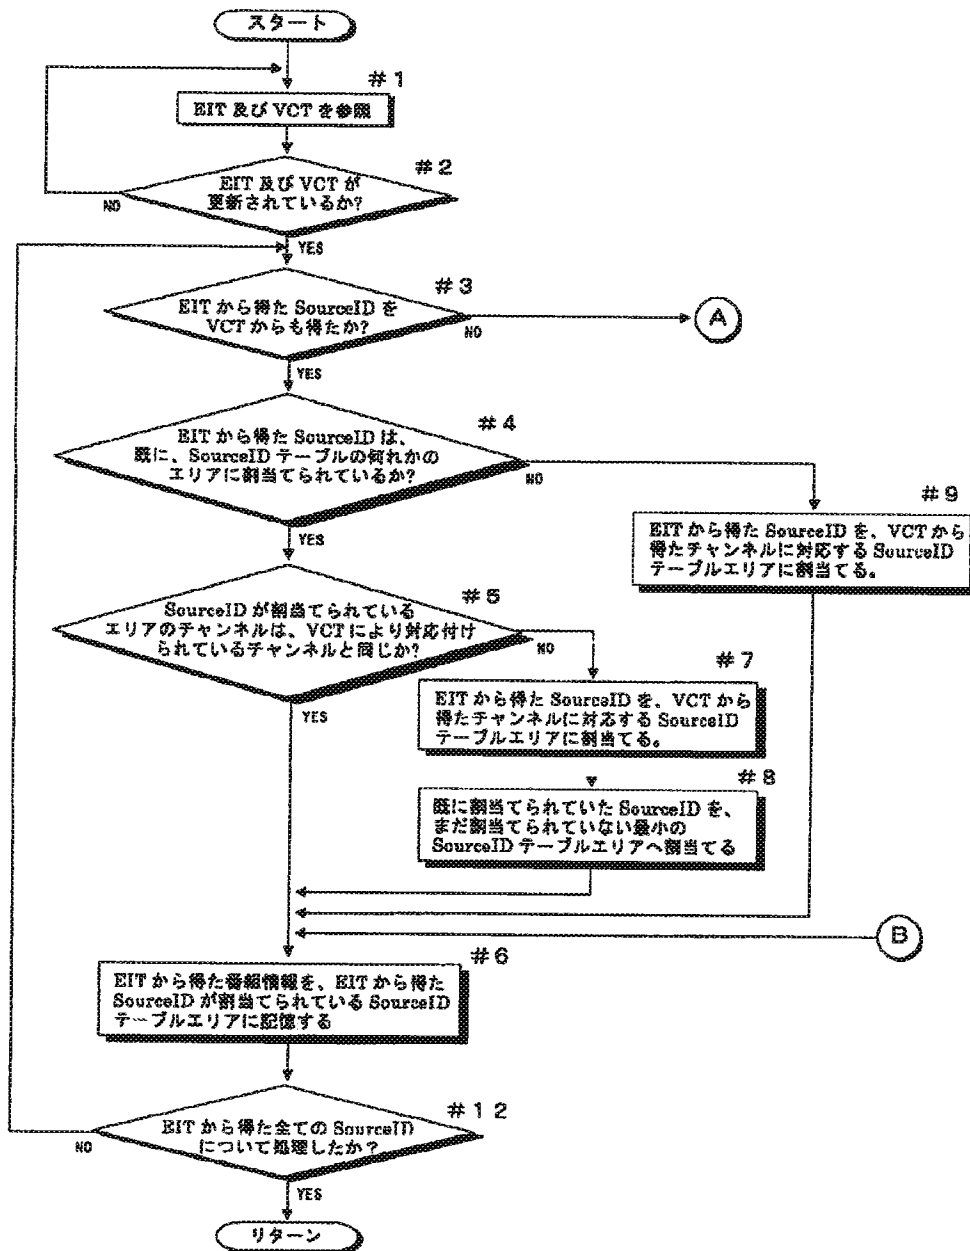 スタート
#1
EIT 及び VCT を参照
#2
EIT 及び VCT が
更新されているか?
NO
YES
#3
EIT から得た SourceID を
VCT からも得たか?
NO
A
YES
#4
EIT から得た SourceID は、
既に、SourceID テーブルの何れかの
エリアに割当てられているか?
NO
YES
#9
EIT から得た SourceID を、VCT から
得たチャンネルに対応する SourceID
テーブルエリアに割当てる。
#5
SourceID が割当てられている
エリアのチャンネルは、VCT により対応付け
られているチャンネルと同じか?
NO
YES
#7
EIT から得た SourceID を、VCT から
得たチャンネルに対応する SourceID
テーブルエリアに割当てる。
#8
既に割当てられていた SourceID を、
まだ割当てられていない最小の
SourceID テーブルエリアへ割当てる
B
#6
EIT から得た番組情報を、EIT から得た
SourceID が割当てられている SourceID
テーブルエリアに記憶する
#12
EIT から得た全ての SourceID
について処理したか?
NO
YES
リターン